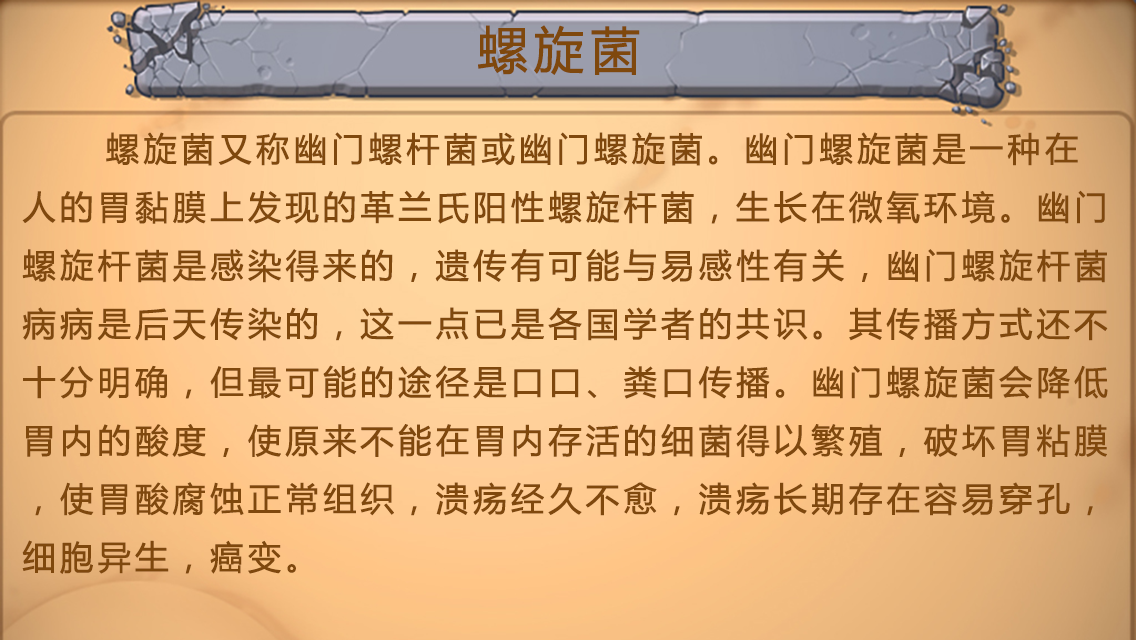 螺旋菌
螺旋菌又称幽门螺杆菌或幽门螺旋菌。幽门螺旋菌是一种在
人的胃黏膜上发现的革兰氏阳性螺旋杆菌，生长在微氧环境。幽门
螺旋杆菌是感染得来的，遗传有可能与易感性有关，幽门螺旋杆菌
病病是后天传染的，这一点已是各国学者的共识。其传播方式还不
十分明确，但最可能的途径是口口、粪口传播。幽门螺旋菌会降低
胃内的酸度，使原来不能在胃内存活的细菌得以繁殖，破坏胃粘膜
，使胃酸腐蚀正常组织，溃疡经久不愈，溃疡长期存在容易穿孔，
细胞异生，癌变。